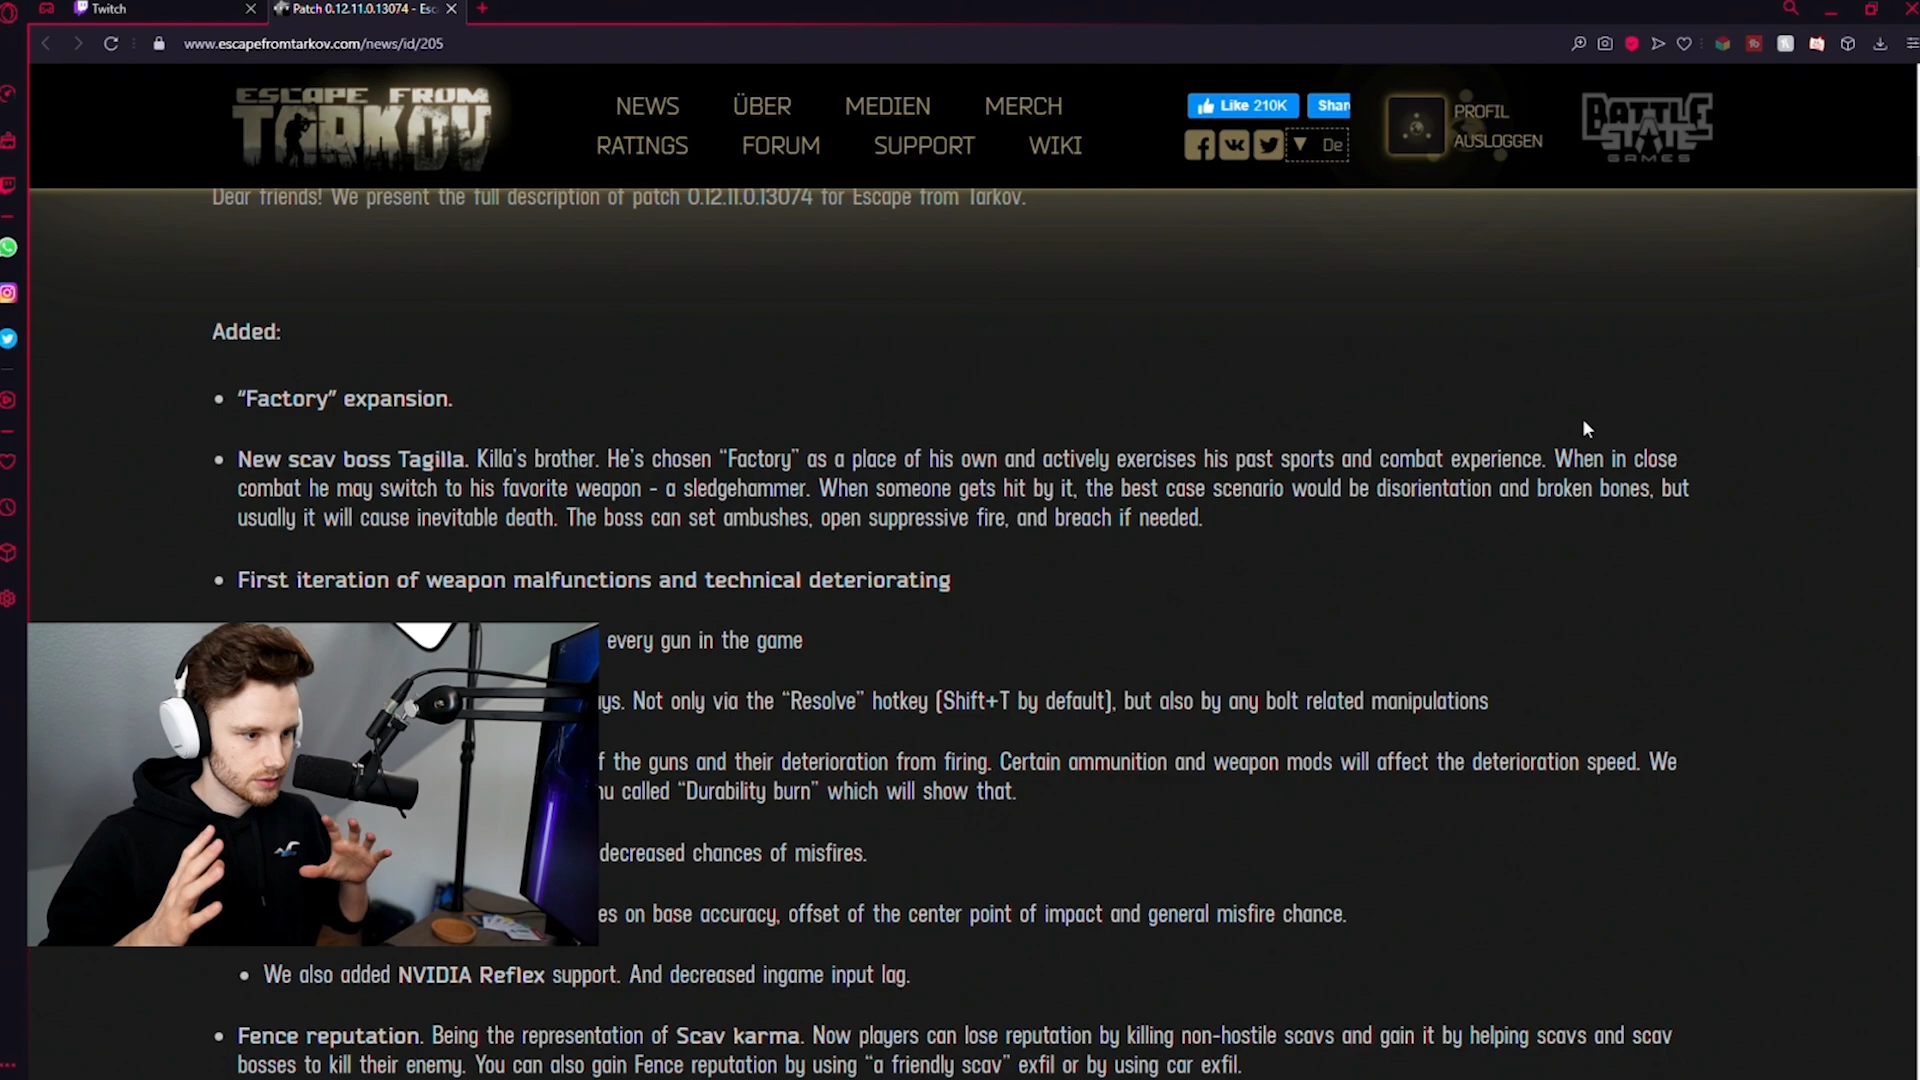 Twitch
Patch 0.12.11.0.13074 - Esc
www.escapefromtarkov.com/news/id/205
ESCAPE FROM
TARKOV
NEWS ÜBER MEDIEN MERCH
RATINGS FORUM SUPPORT WIKI
Like 210K Shar
De
PROFIL
AUSLOGGEN
BATTLE
STATE
GAMES
Dear friends! We present the full description of patch 0.12.11.0.13074 for Escape from Tarkov.
Added:
• “Factory” expansion.
• New scav boss Tagilla. Killa's brother. He's chosen “Factory” as a place of his own and actively exercises his past sports and combat experience. When in close
combat he may switch to his favorite weapon - a sledgehammer. When someone gets hit by it, the best case scenario would be disorientation and broken bones, but
usually it will cause inevitable death. The boss can set ambushes, open suppressive fire, and breach if needed.
• First iteration of weapon malfunctions and technical deteriorating
every gun in the game
ys. Not only via the “Resolve” hotkey (Shift+T by default), but also by any bolt related manipulations
f the guns and their deterioration from firing. Certain ammunition and weapon mods will affect the deterioration speed. We
nu called “Durability burn” which will show that.
decreased chances of misfires.
es on base accuracy, offset of the center point of impact and general misfire chance.
• We also added NVIDIA Reflex support. And decreased ingame input lag.
• Fence reputation. Being the representation of Scav karma. Now players can lose reputation by killing non-hostile scavs and gain it by helping scavs and scav
bosses to kill their enemy. You can also gain Fence reputation by using “a friendly scav” exfil or by using car exfil.